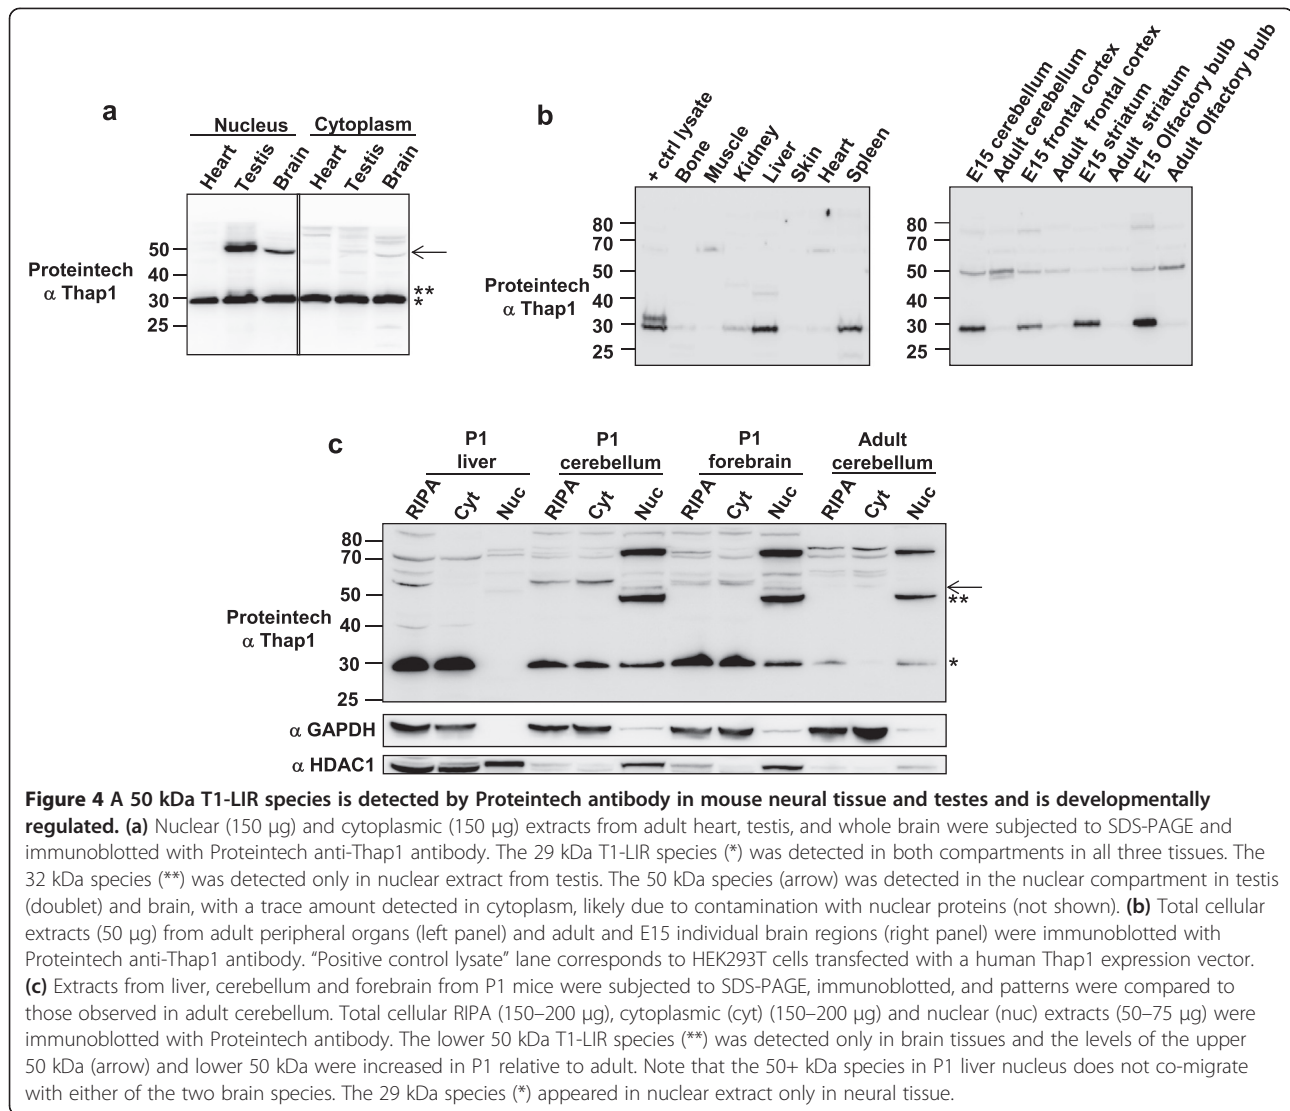 a
Nucleus Cytoplasm
Heart Testis Brain Heart Testis Brain
50
40
30
25
Proteintech
α Thap1
**
*
b
+ ctrl lysate Bone Muscle Kidney Liver Skin Heart Spleen
80
70
50
40
30
25
Proteintech
α Thap1
E15 cerebellum Adult cerebellum E15 frontal cortex Adult frontal cortex E15 striatum Adult striatum E15 Olfactory bulb Adult Olfactory bulb
80
70
50
40
30
25
c
P1 liver P1 cerebellum P1 forebrain Adult cerebellum
RIPA Cyt Nuc RIPA Cyt Nuc RIPA Cyt Nuc RIPA Cyt Nuc
80
70
50
40
30
25
Proteintech
α Thap1
**
*
α GAPDH
α HDAC1
Figure 4 A 50 kDa T1-LIR species is detected by Proteintech antibody in mouse neural tissue and testes and is developmentally
regulated. (a) Nuclear (150 μg) and cytoplasmic (150 μg) extracts from adult heart, testis, and whole brain were subjected to SDS-PAGE and
immunoblotted with Proteintech anti-Thap1 antibody. The 29 kDa T1-LIR species (*) was detected in both compartments in all three tissues. The
32 kDa species (**) was detected only in nuclear extract from testis. The 50 kDa species (arrow) was detected in the nuclear compartment in testis
(doublet) and brain, with a trace amount detected in cytoplasm, likely due to contamination with nuclear proteins (not shown). (b) Total cellular
extracts (50 μg) from adult peripheral organs (left panel) and adult and E15 individual brain regions (right panel) were immunoblotted with
Proteintech anti-Thap1 antibody. “Positive control lysate” lane corresponds to HEK293T cells transfected with a human Thap1 expression vector.
(c) Extracts from liver, cerebellum and forebrain from P1 mice were subjected to SDS-PAGE, immunoblotted, and patterns were compared to
those observed in adult cerebellum. Total cellular RIPA (150–200 μg), cytoplasmic (cyt) (150–200 μg) and nuclear (nuc) extracts (50–75 μg) were
immunoblotted with Proteintech antibody. The lower 50 kDa T1-LIR species (**) was detected only in brain tissues and the levels of the upper
50 kDa (arrow) and lower 50 kDa were increased in P1 relative to adult. Note that the 50+ kDa species in P1 liver nucleus does not co-migrate
with either of the two brain species. The 29 kDa species (*) appeared in nuclear extract only in neural tissue.